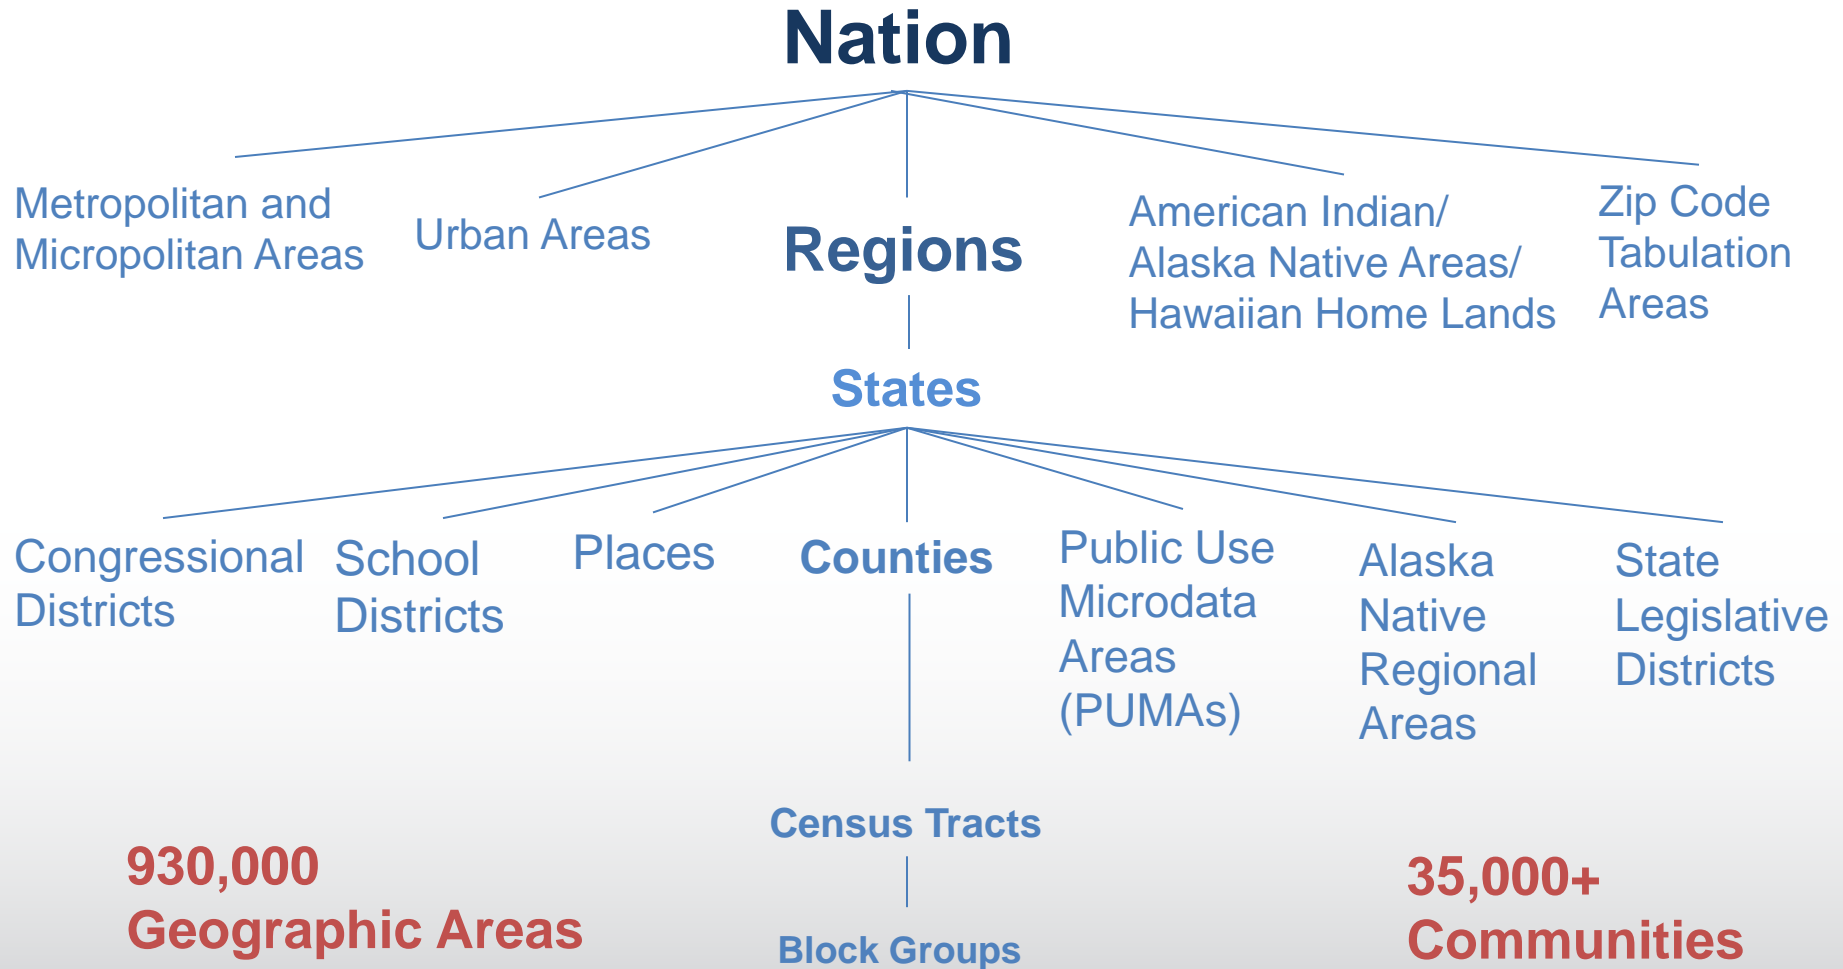 Nation
Metropolitan and
Micropolitan Areas
Urban Areas
Regions
American Indian/
Alaska Native Areas/
Hawaiian Home Lands
Zip Code
Tabulation
Areas
States
Congressional
Districts
School
Districts
Places
Counties
Public Use
Microdata
Areas
(PUMAs)
Alaska
Native
Regional
Areas
State
Legislative
Districts
Census Tracts
930,000
Geographic Areas
Block Groups
35,000+
Communities